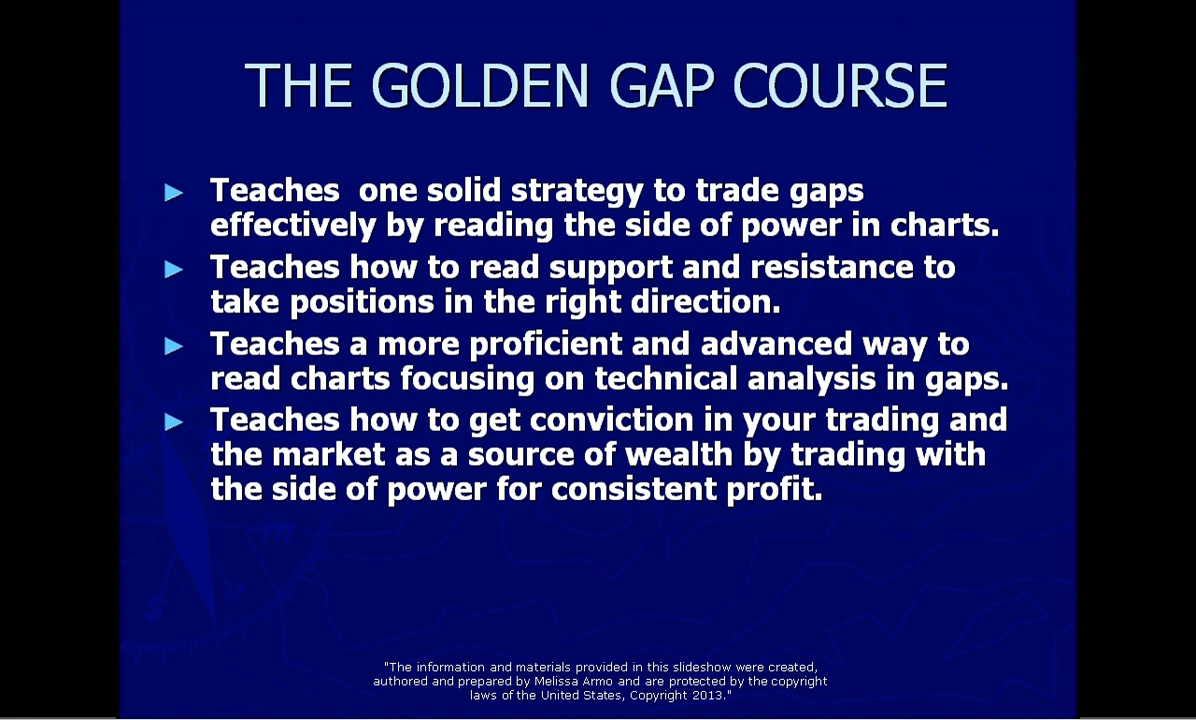 THE GOLDEN GAP COURSE
► Teaches  one solid strategy to trade gaps
effectively by reading the side of power in charts.
► Teaches how to read support and resistance to
take positions in the right direction.
► Teaches a more proficient and advanced way to
read charts focusing on technical analysis in gaps.
► Teaches how to get conviction in your trading and
the market as a source of wealth by trading with
the side of power for consistent profit.
"The information and materials provided in this slideshow were created,
authored and prepared by Melissa Armo and are protected by the copyright
laws of the United States, Copyright 2013."
S